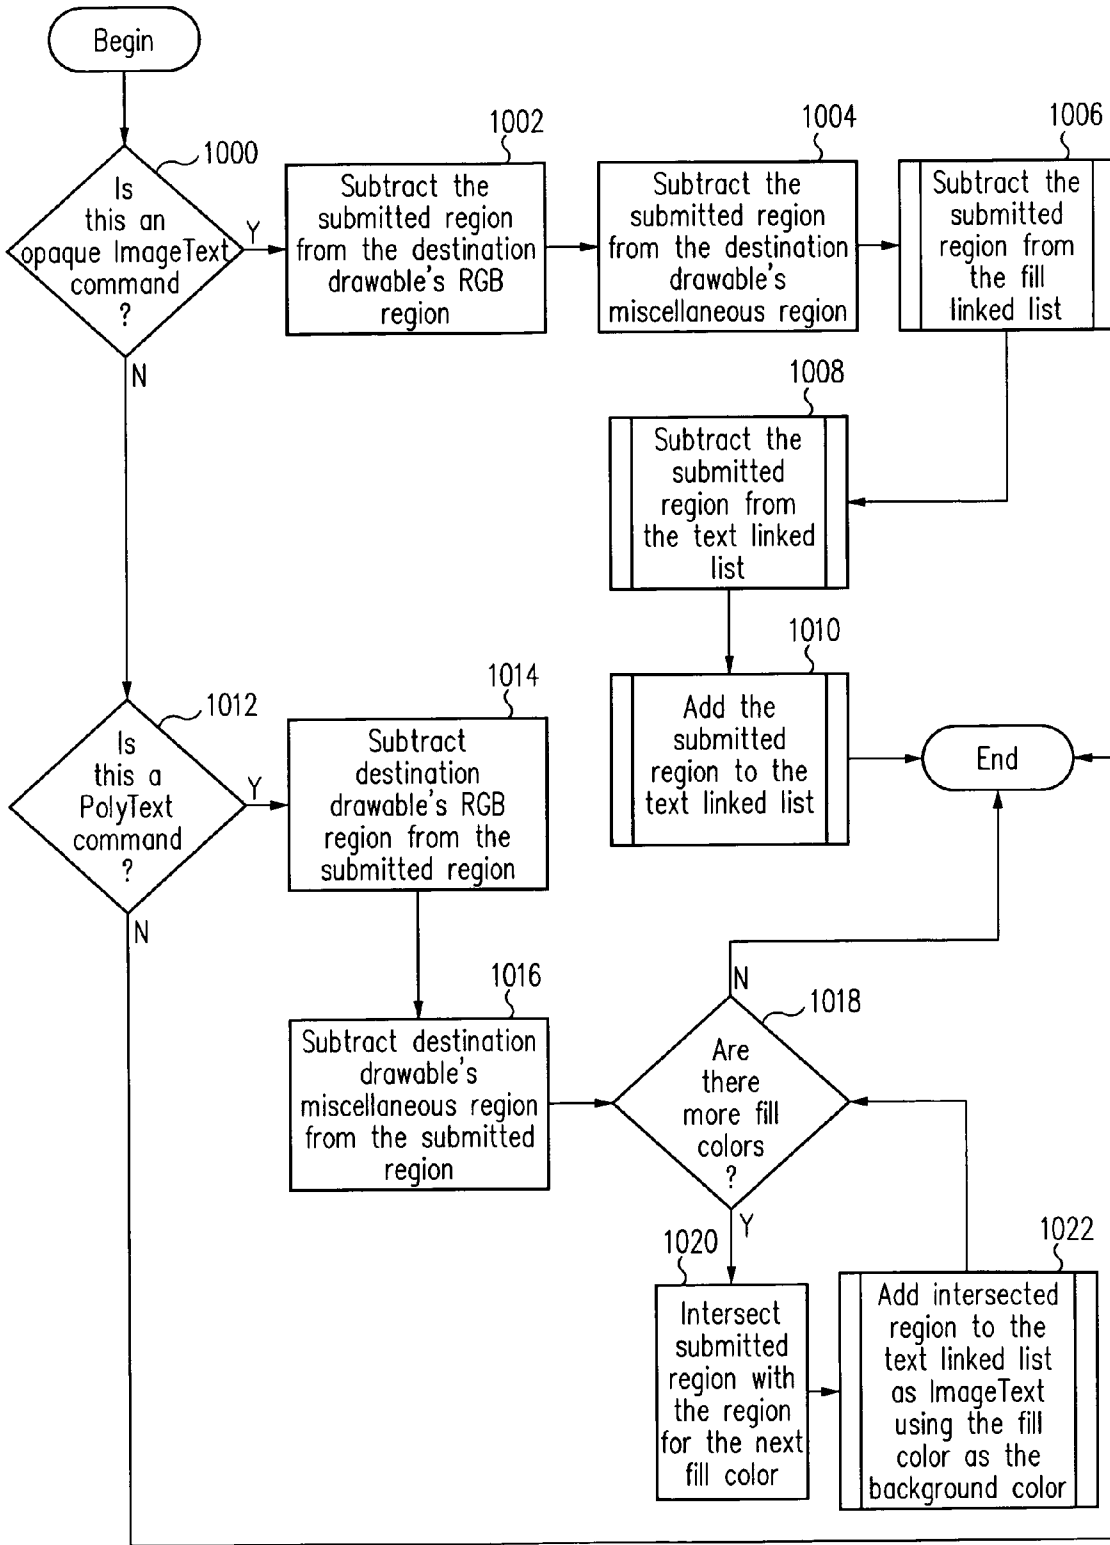 Begin
1000
Is
this an
opaque ImageText
command
?
Y
N
1002
Subtract the
submitted region
from the destination
drawable's RGB
region
1004
Subtract the
submitted region
from the destination
drawable's
miscellaneous region
1006
Subtract the
submitted
region from
the fill
linked list
1008
Subtract the
submitted
region from
the text linked
list
1010
Add the
submitted
region to the
text linked list
End
1012
Is
this a
PolyText
command
?
Y
N
1014
Subtract
destination
drawable's RGB
region from the
submitted region
1016
Subtract destination
drawable's
miscellaneous region
from the submitted
region
1018
Are
there
more fill
colors
?
N
Y
1020
Intersect
submitted
region with
the region
for the next
fill color
1022
Add intersected
region to the
text linked list
as ImageText
using the fill
color as the
background color